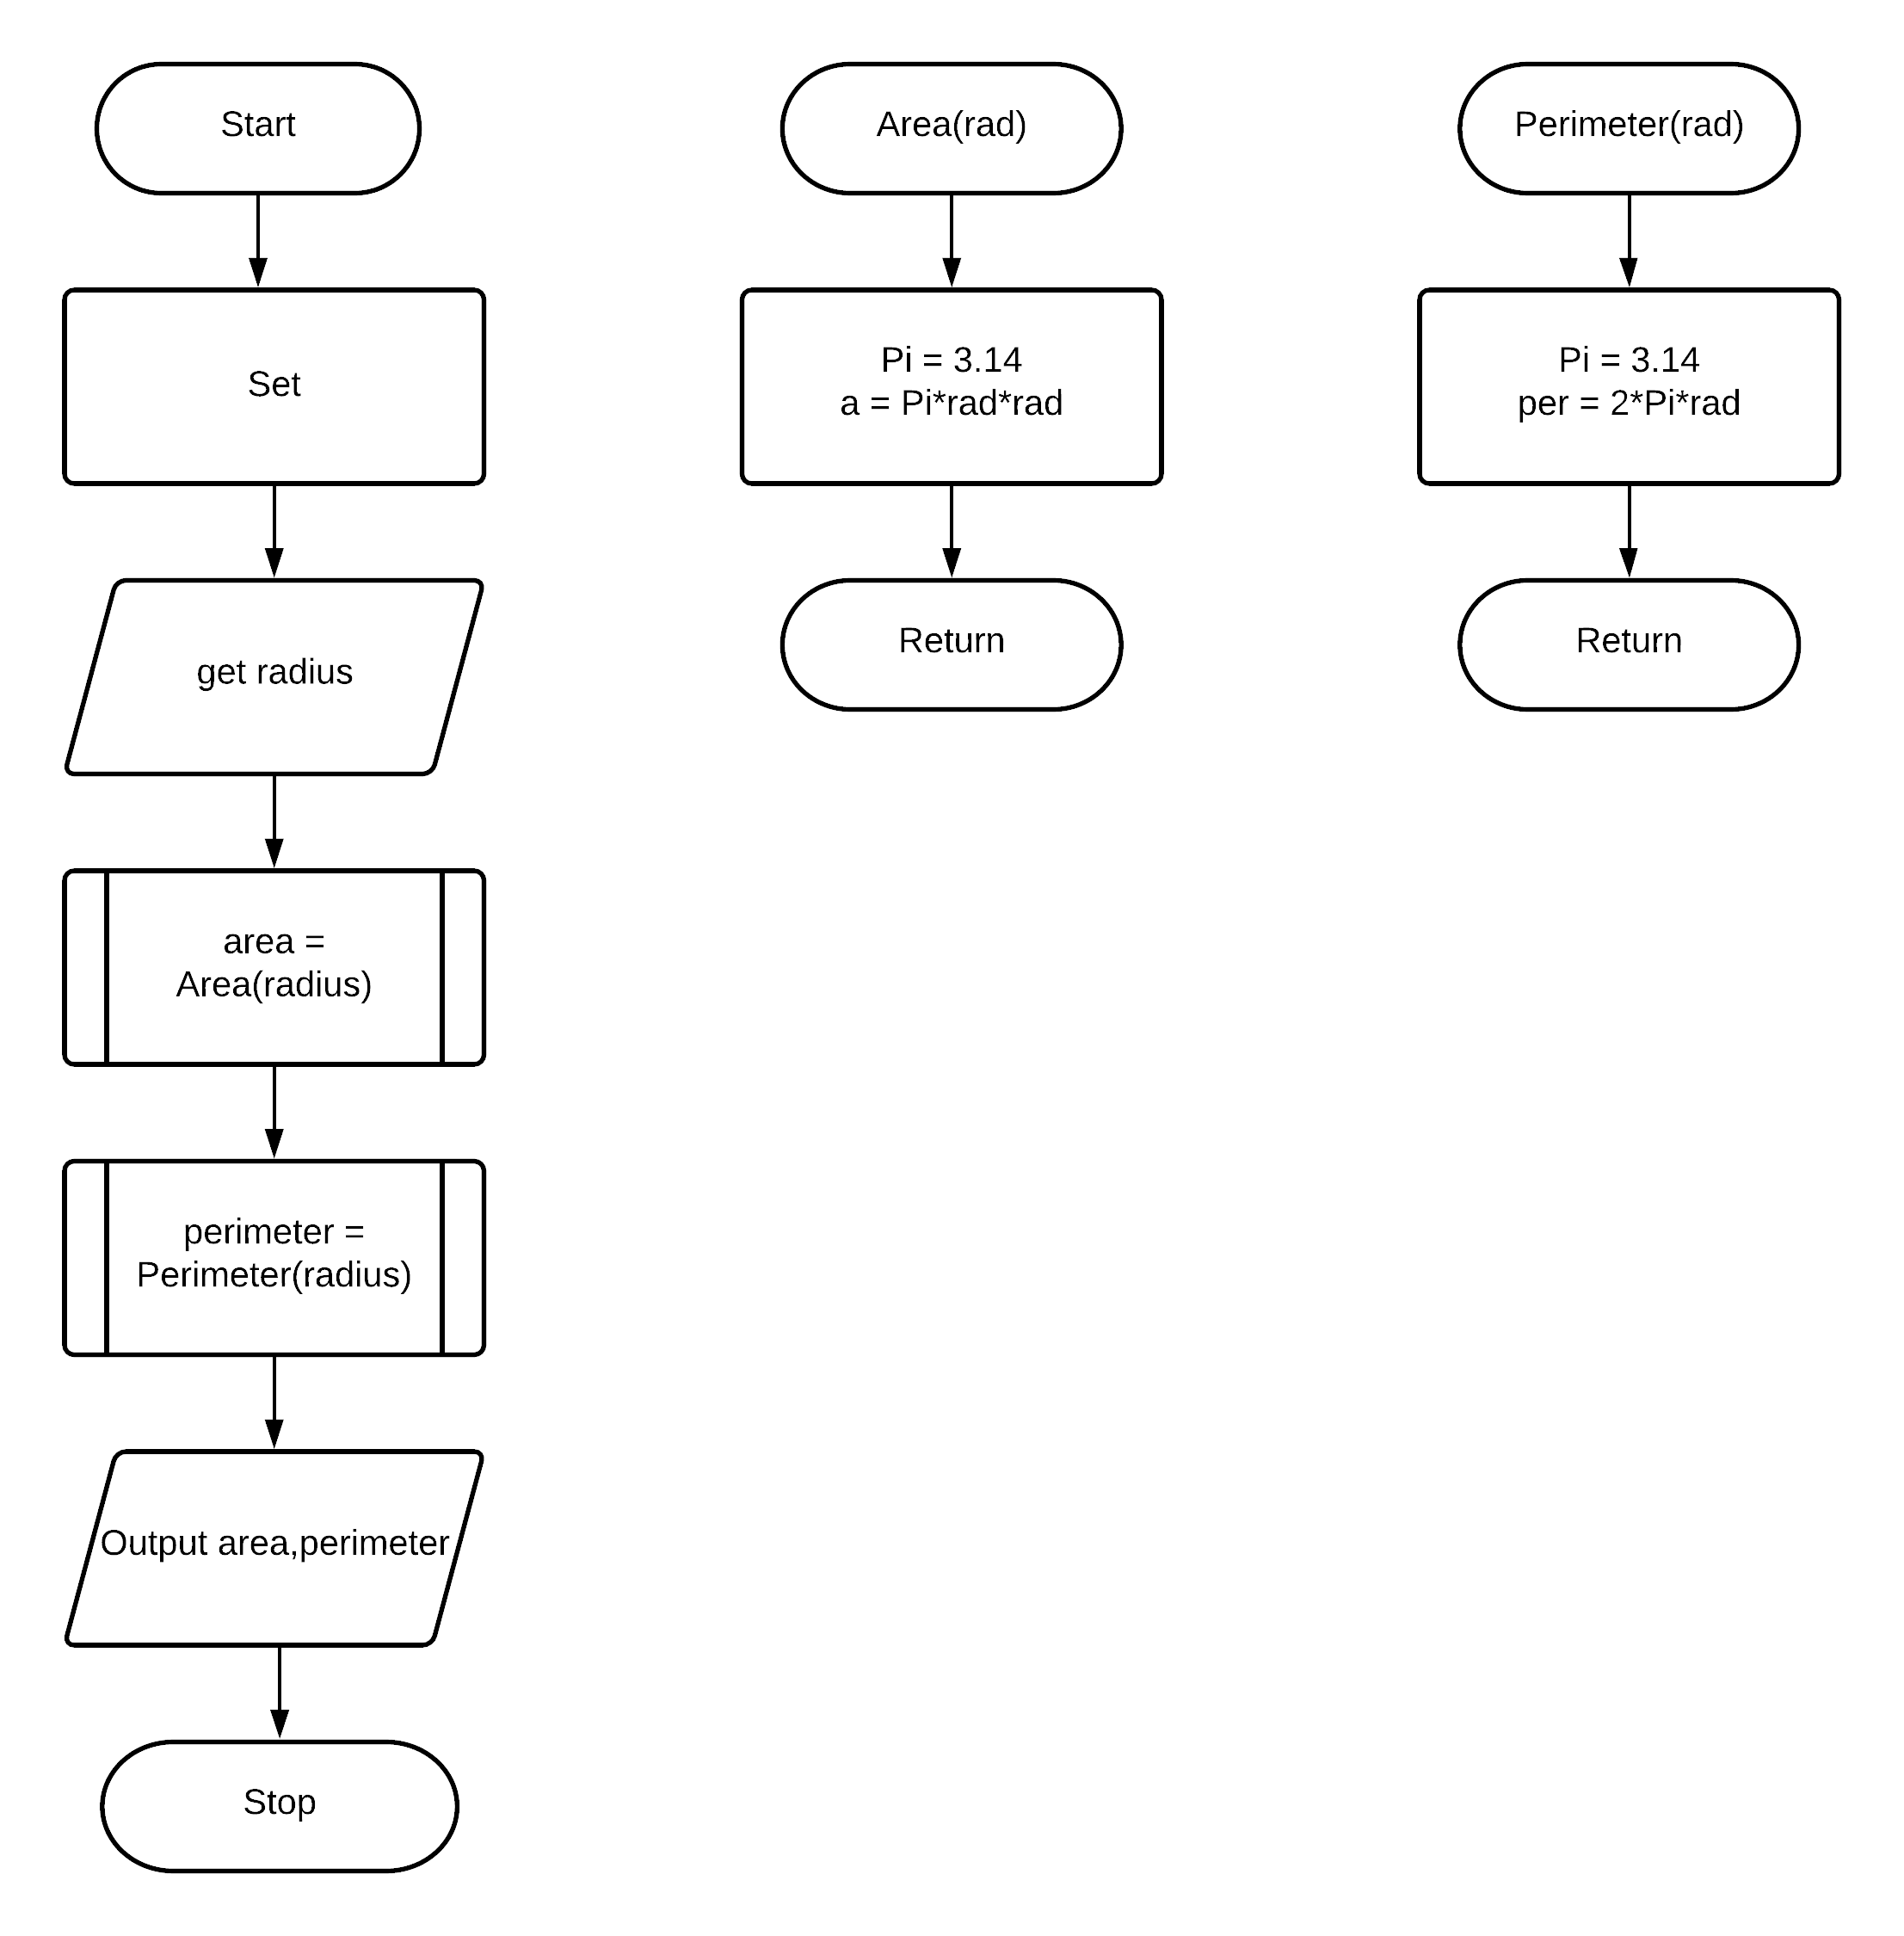 Start
Set
get radius
area =
Area(radius)
perimeter =
Perimeter(radius)
Output area,perimeter
Stop
Area(rad)
Pi = 3.14
a = Pi*rad*rad
Return
Perimeter(rad)
Pi = 3.14
per = 2*Pi*rad
Return